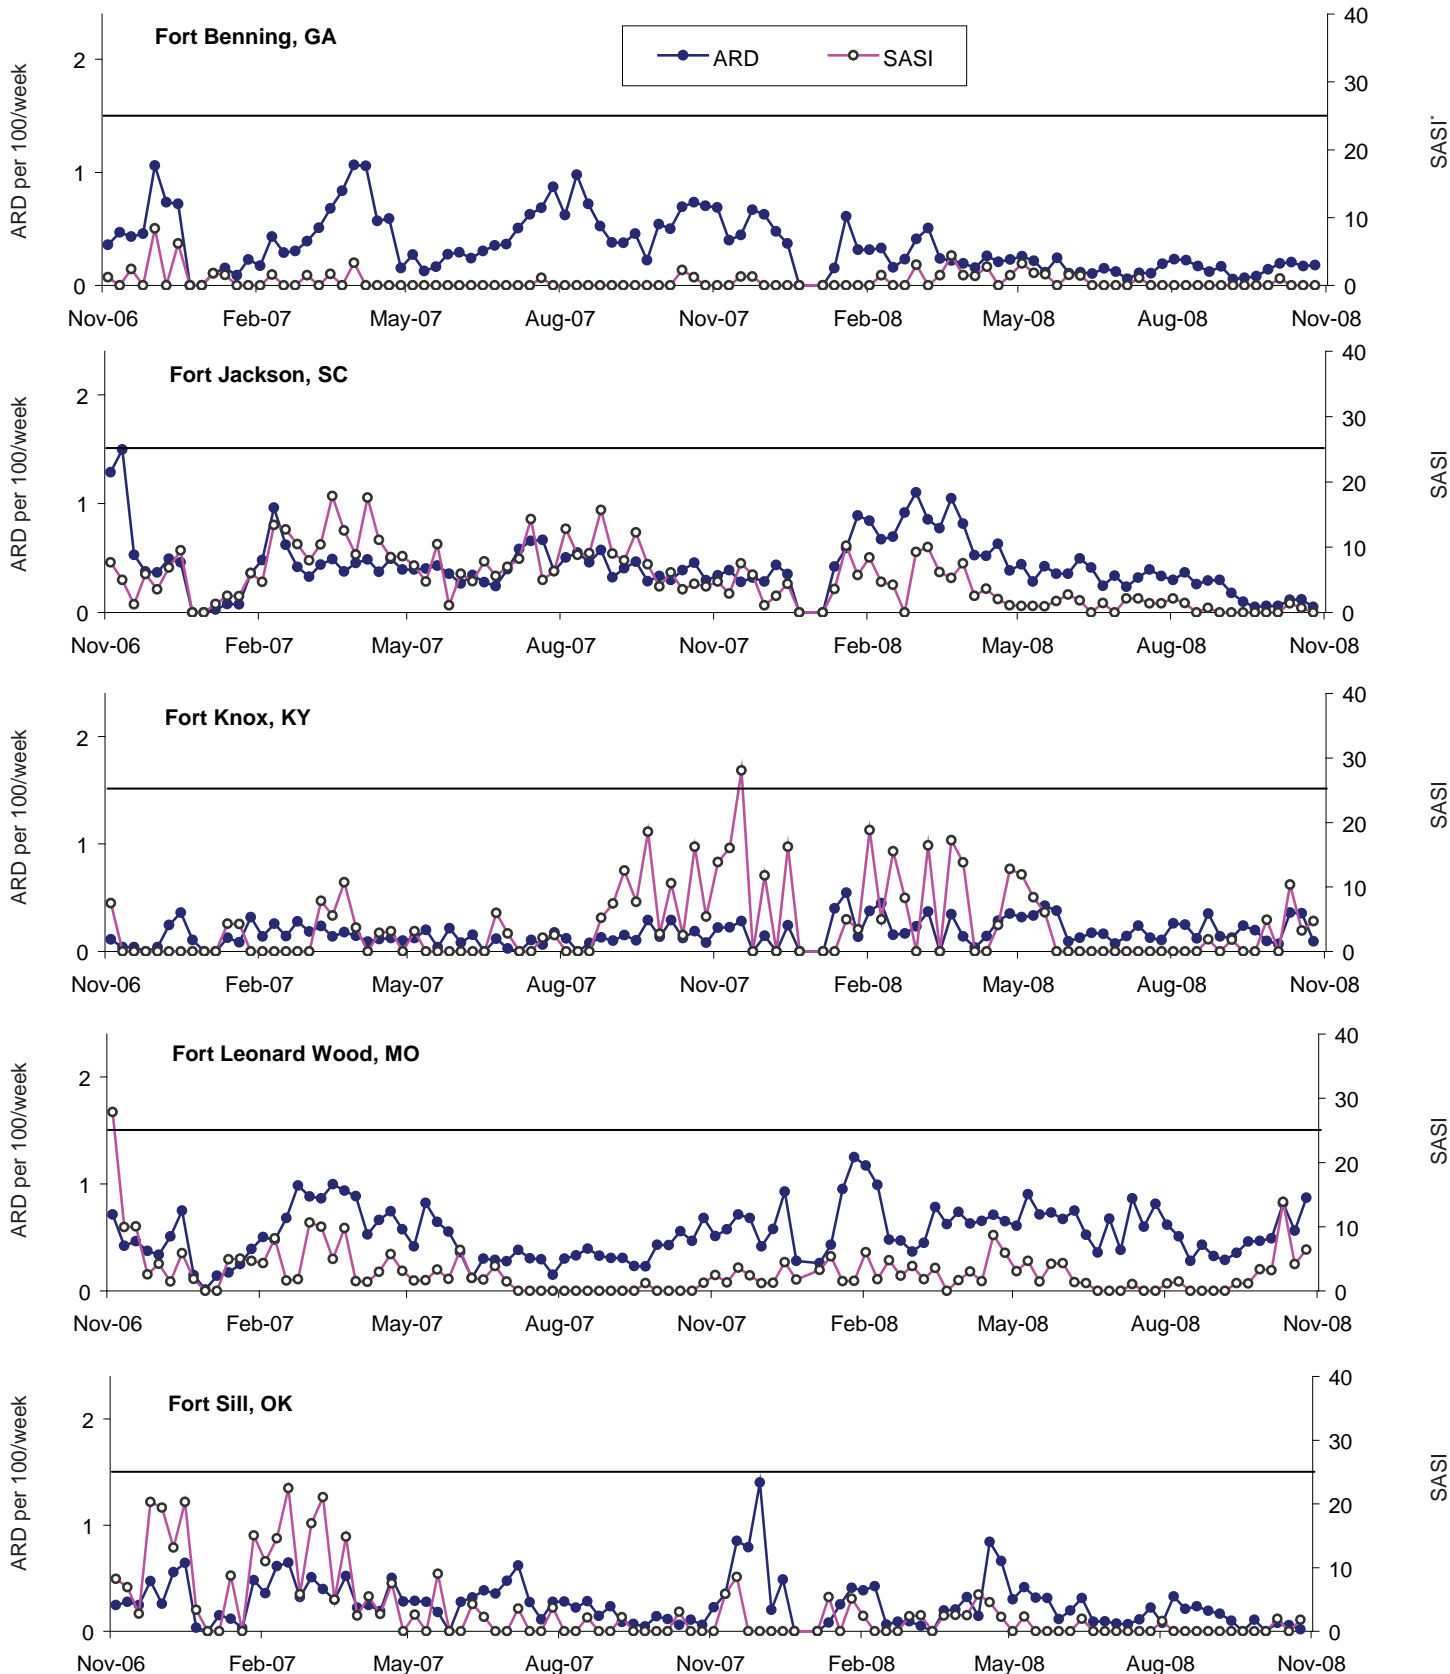 Fort Benning, GA
ARD
SASI
ARD per 100/week
SASI*
2
1
0
40
30
20
10
0
Nov-06 Feb-07 May-07 Aug-07 Nov-07 Feb-08 May-08 Aug-08 Nov-08
Fort Jackson, SC
ARD per 100/week
SASI
2
1
0
40
30
20
10
0
Nov-06 Feb-07 May-07 Aug-07 Nov-07 Feb-08 May-08 Aug-08 Nov-08
Fort Knox, KY
ARD per 100/week
SASI
2
1
0
40
30
20
10
0
Nov-06 Feb-07 May-07 Aug-07 Nov-07 Feb-08 May-08 Aug-08 Nov-08
Fort Leonard Wood, MO
ARD per 100/week
SASI
2
1
0
40
30
20
10
0
Nov-06 Feb-07 May-07 Aug-07 Nov-07 Feb-08 May-08 Aug-08 Nov-08
Fort Sill, OK
ARD per 100/week
SASI
2
1
0
40
30
20
10
0
Nov-06 Feb-07 May-07 Aug-07 Nov-07 Feb-08 May-08 Aug-08 Nov-08